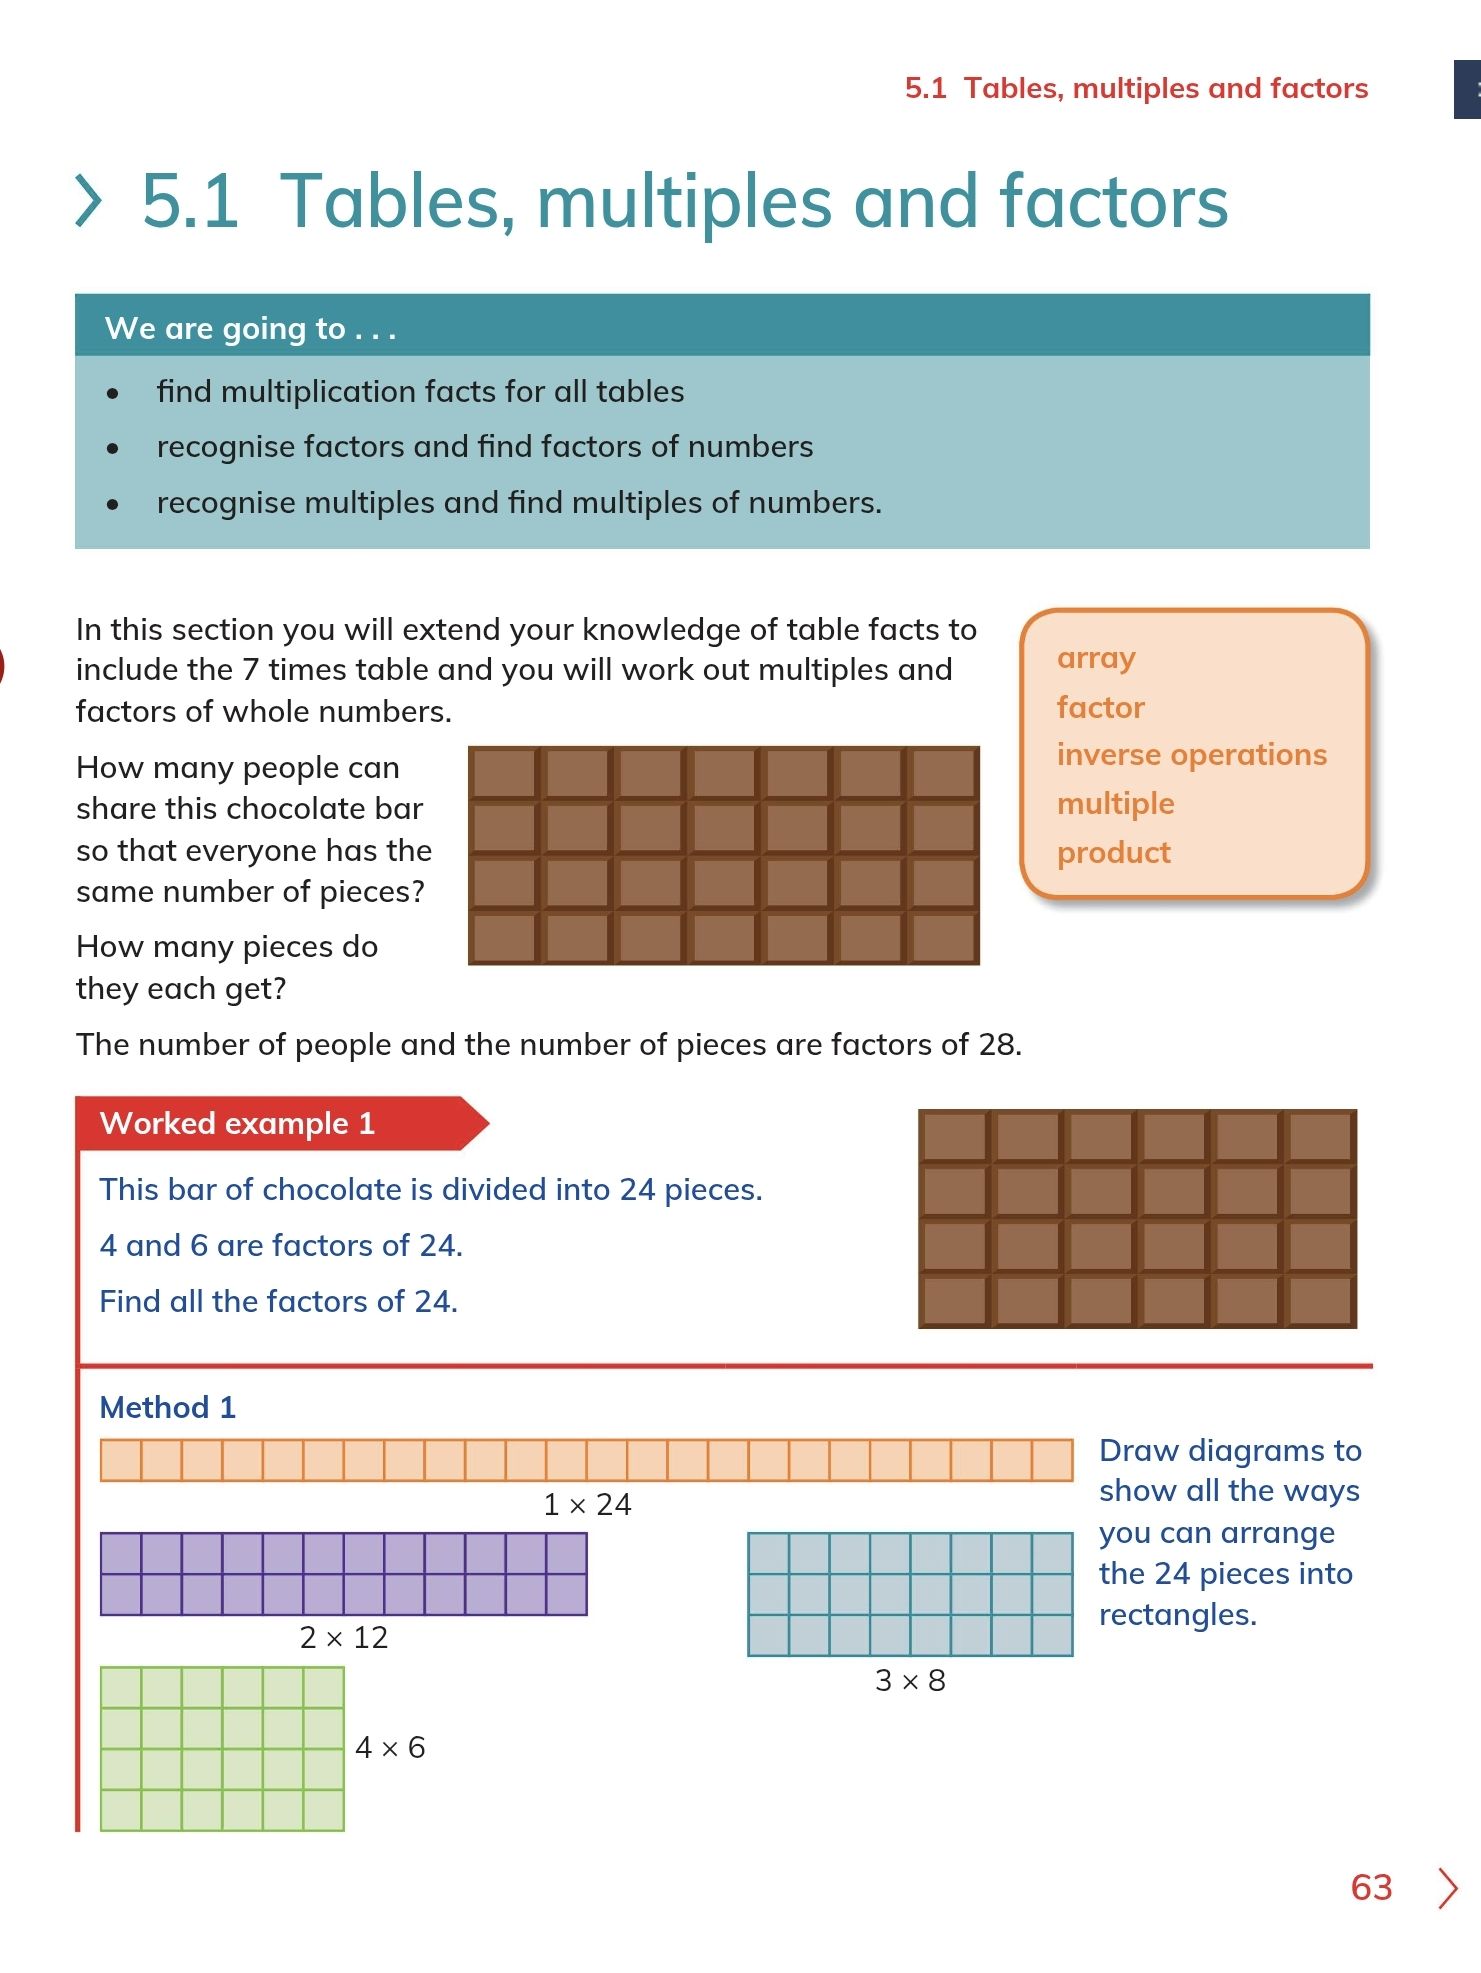 5.1 Tables, multiples and factors
5.1 Tables, multiples and factors
We are going to . . .
• find multiplication facts for all tables
• recognise factors and find factors of numbers
• recognise multiples and find multiples of numbers.
In this section you will extend your knowledge of table facts to
include the 7 times table and you will work out multiples and
factors of whole numbers.
array
factor
inverse operations
multiple
product
How many people can
share this chocolate bar
so that everyone has the
same number of pieces?
How many pieces do
they each get?
The number of people and the number of pieces are factors of 28.
Worked example 1
This bar of chocolate is divided into 24 pieces.
4 and 6 are factors of 24.
Find all the factors of 24.
Method 1
1 × 24
2 × 12
3 × 8
4 × 6
Draw diagrams to
show all the ways
you can arrange
the 24 pieces into
rectangles.
63